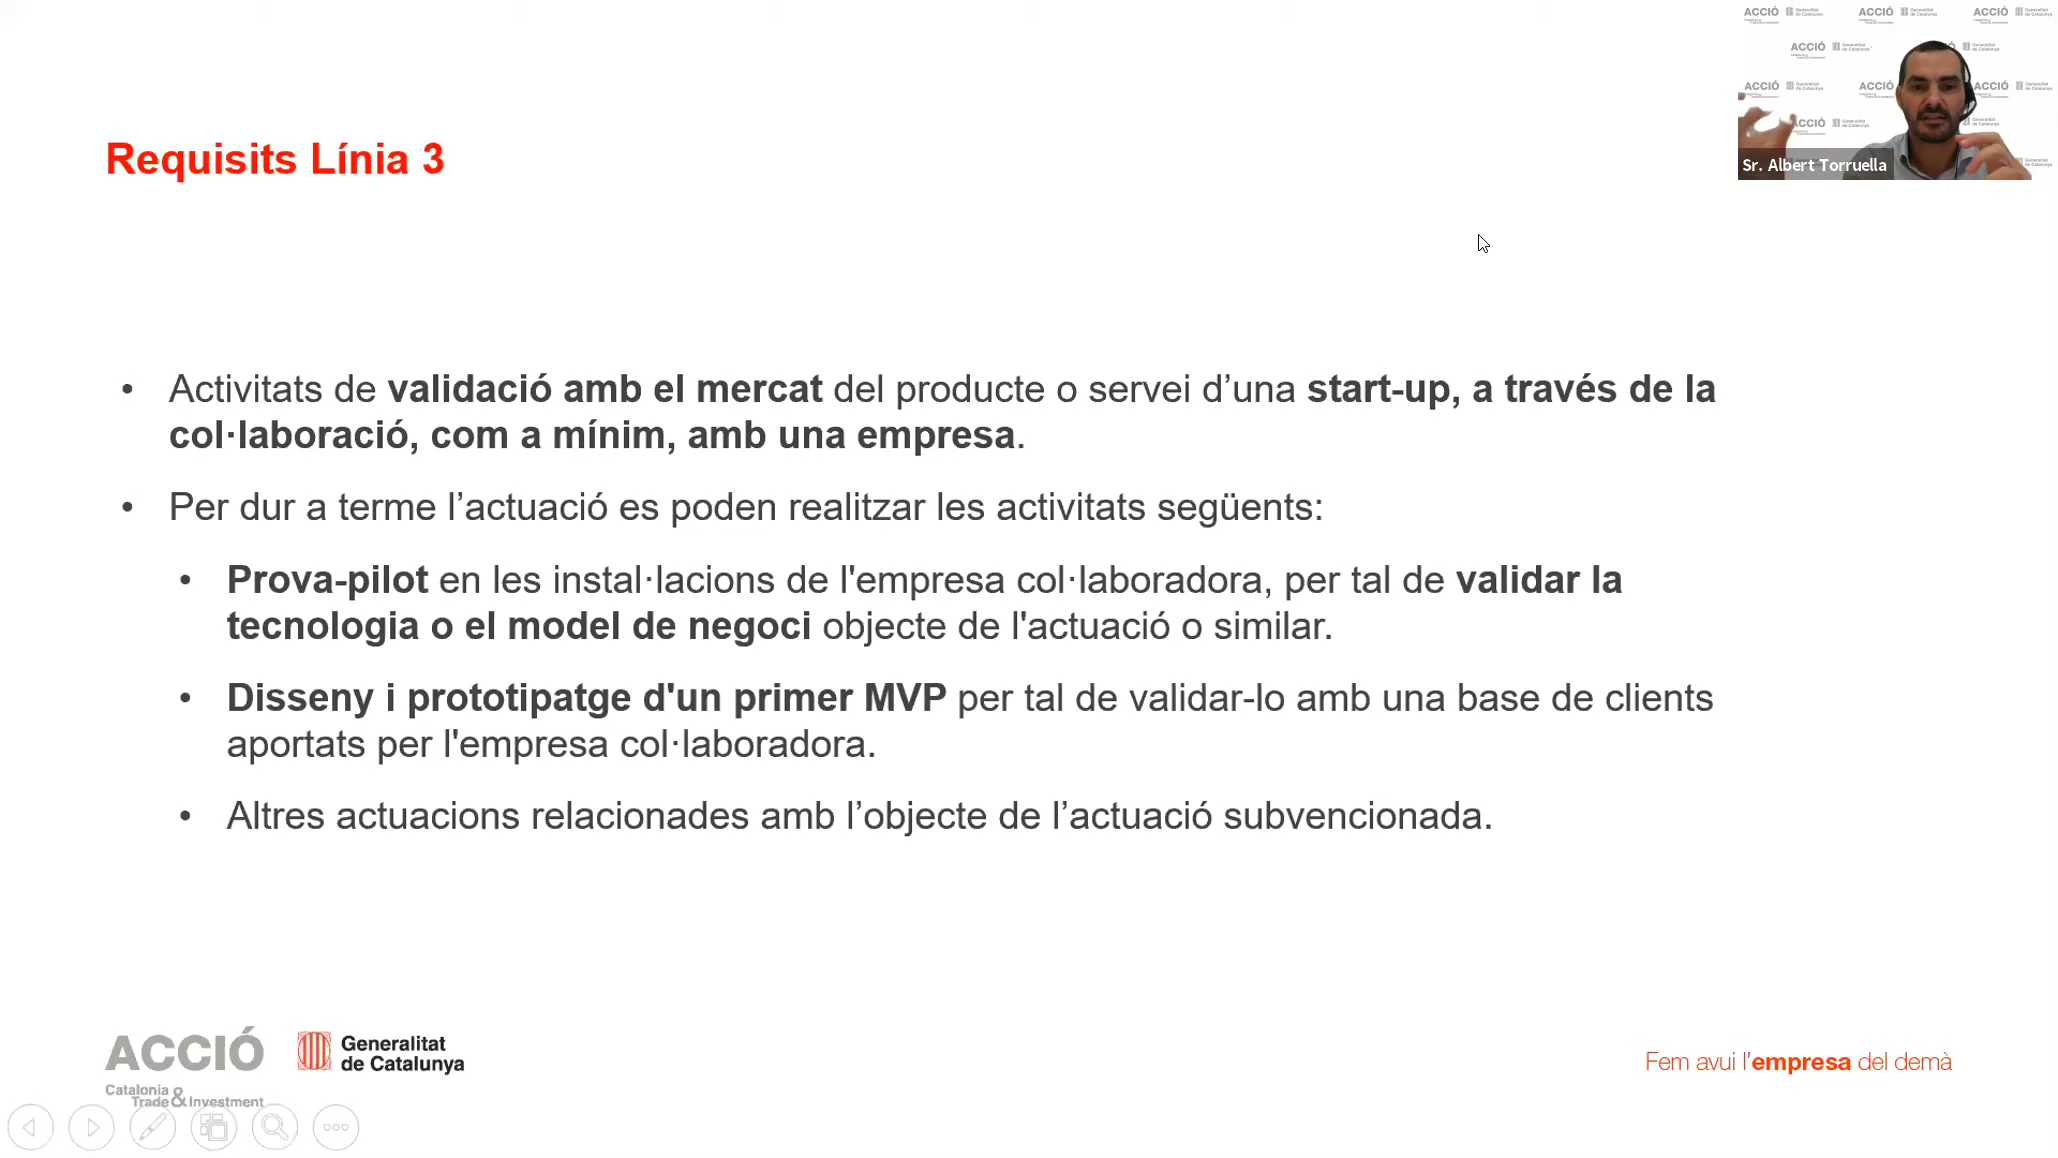 Requisits Línia 3
Sr. Albert Torruella
• Activitats de validació amb el mercat del producte o servei d’una start-up, a través de la
col·laboració, com a mínim, amb una empresa.
• Per dur a terme l’actuació es poden realitzar les activitats següents:
• Prova-pilot en les instal·lacions de l'empresa col·laboradora, per tal de validar la
tecnologia o el model de negoci objecte de l'actuació o similar.
• Disseny i prototipatge d'un primer MVP per tal de validar-lo amb una base de clients
aportats per l'empresa col·laboradora.
• Altres actuacions relacionades amb l’objecte de l’actuació subvencionada.
ACCIÓ
Catalonia
Trade & Investment
Generalitat
de Catalunya
Fem avui l'empresa del demà